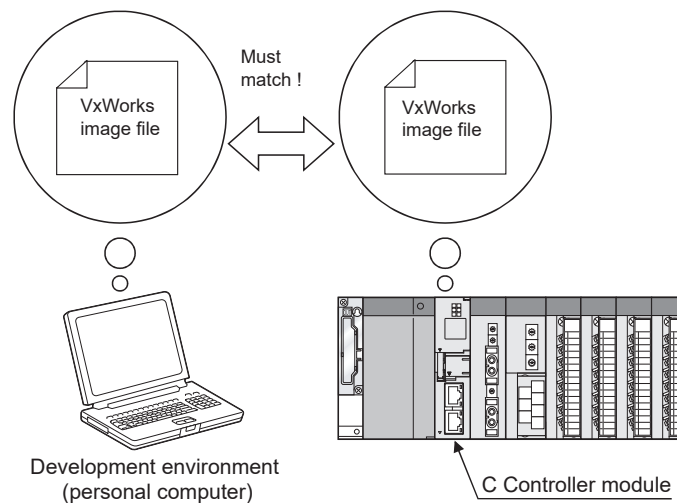 Must
match !
VxWorks
image file
VxWorks
image file
Development environment
(personal computer)
C Controller module